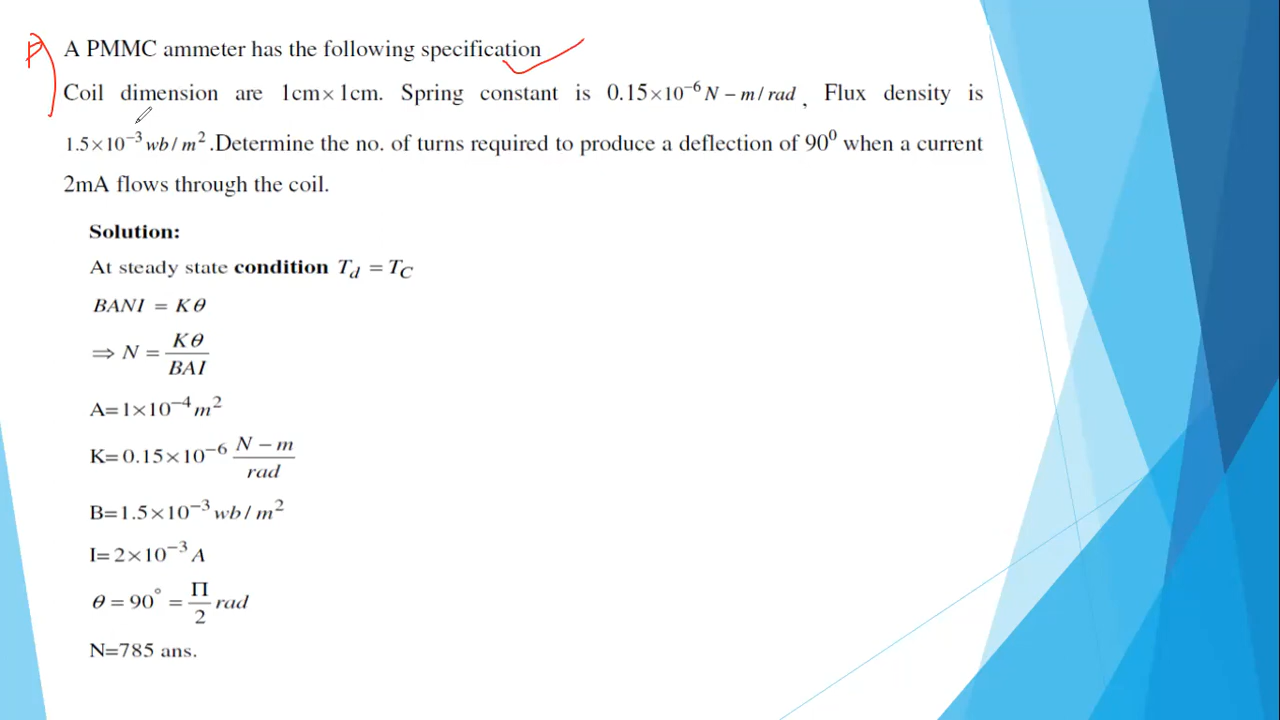 P) A PMMC ammeter has the following specification
Coil dimension are 1cm× 1cm. Spring constant is 0.15×10⁻⁶ N − m / rad , Flux density is
1.5×10⁻³ wb / m² .Determine the no. of turns required to produce a deflection of 90⁰ when a current
2mA flows through the coil.
Solution:
At steady state condition T_d = T_C
BANI = Kθ
⇒ N = Kθ / BAI
A=1×10⁻⁴ m²
K= 0.15×10⁻⁶ N − m / rad
B=1.5×10⁻³ wb / m²
I= 2×10⁻³ A
θ = 90° = Π / 2 rad
N=785 ans.